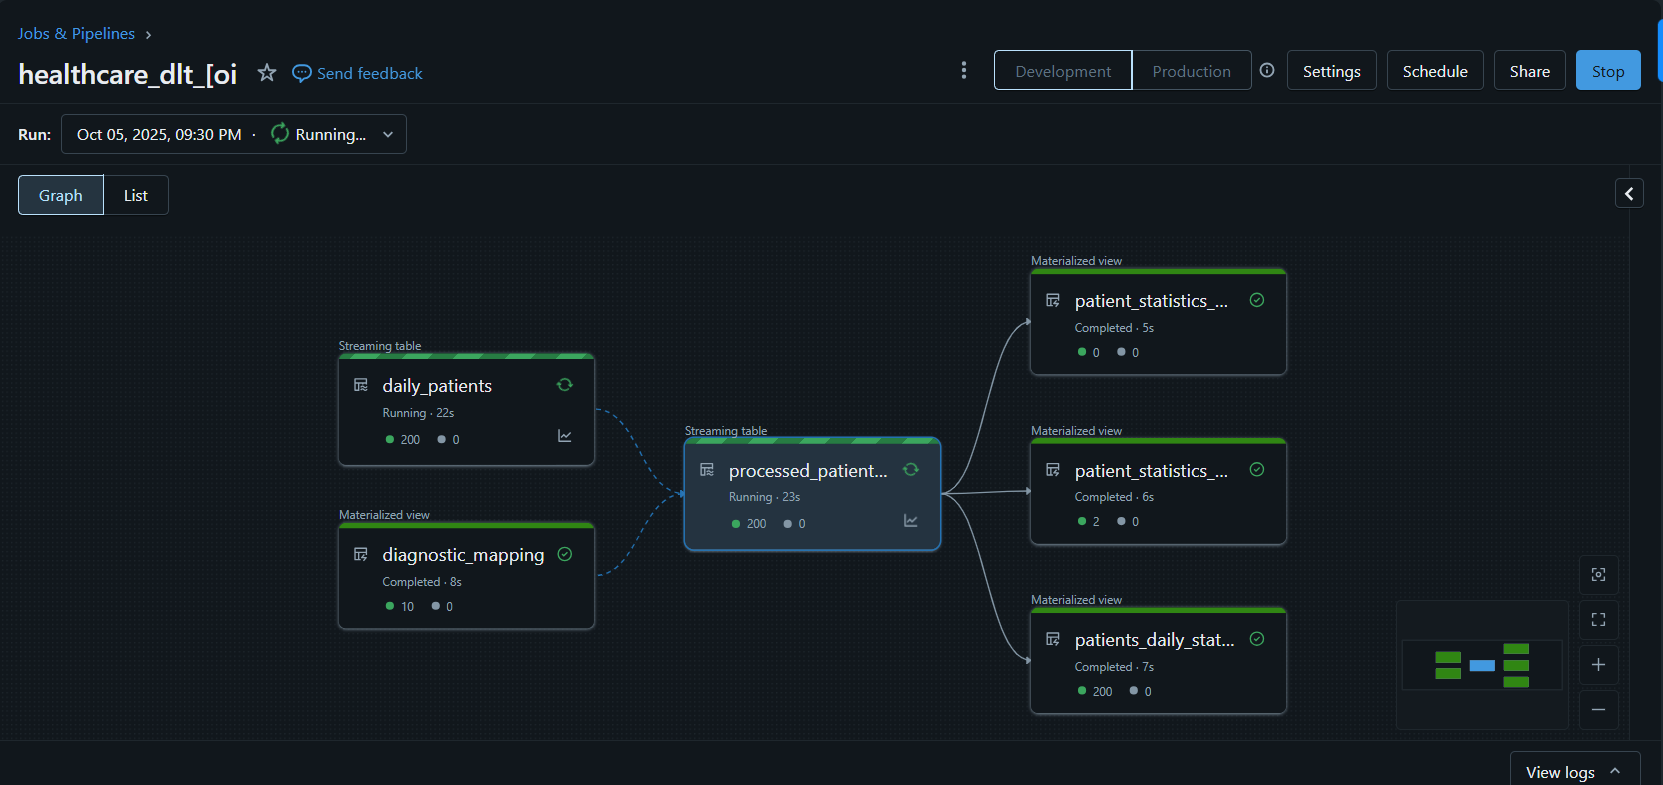 Jobs & Pipelines
healthcare_dlt_[oi
Send feedback
Development
Production
Settings
Schedule
Share
Stop
Run:
Oct 05, 2025, 09:30 PM · Running...
Graph
List
Streaming table
daily_patients
Running · 22s
200 0
Materialized view
diagnostic_mapping
Completed · 8s
10 0
Streaming table
processed_patient...
Running · 23s
200 0
Materialized view
patient_statistics_...
Completed · 5s
0 0
Materialized view
patient_statistics_...
Completed · 6s
2 0
Materialized view
patients_daily_stat...
Completed · 7s
200 0
View logs